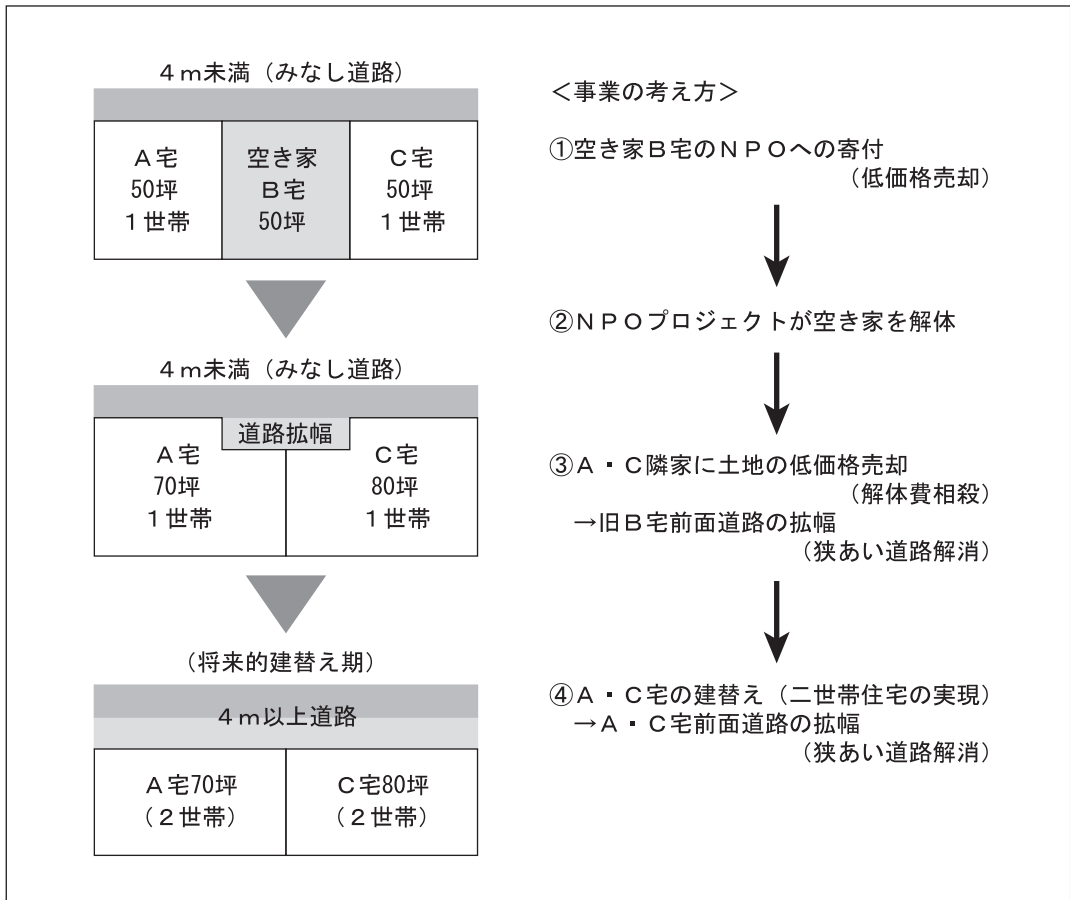 4m未満（みなし道路）
A宅
50坪
1世帯
空き家
B宅
50坪
C宅
50坪
1世帯
4m未満（みなし道路）
道路拡幅
A宅
70坪
1世帯
C宅
80坪
1世帯
（将来的建替え期）
4m以上道路
A宅70坪
（2世帯）
C宅80坪
（2世帯）
＜事業の考え方＞
①空き家B宅のNPOへの寄付
（低価格売却）
②NPOプロジェクトが空き家を解体
③A・C隣家に土地の低価格売却
（解体費相殺）
→旧B宅前面道路の拡幅
（狭あい道路解消）
④A・C宅の建替え（二世帯住宅の実現）
→A・C宅前面道路の拡幅
（狭あい道路解消）